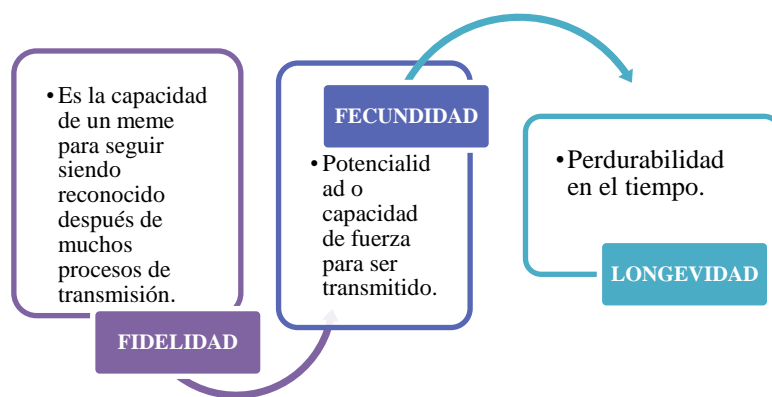 • Es la capacidad
de un meme
para seguir
siendo
reconocido
después de
muchos
procesos de
transmisión.
FIDELIDAD
FECUNDIDAD
• Potencialid
ad o
capacidad
de fuerza
para ser
transmitido.
• Perdurabilidad
en el tiempo.
LONGEVIDAD